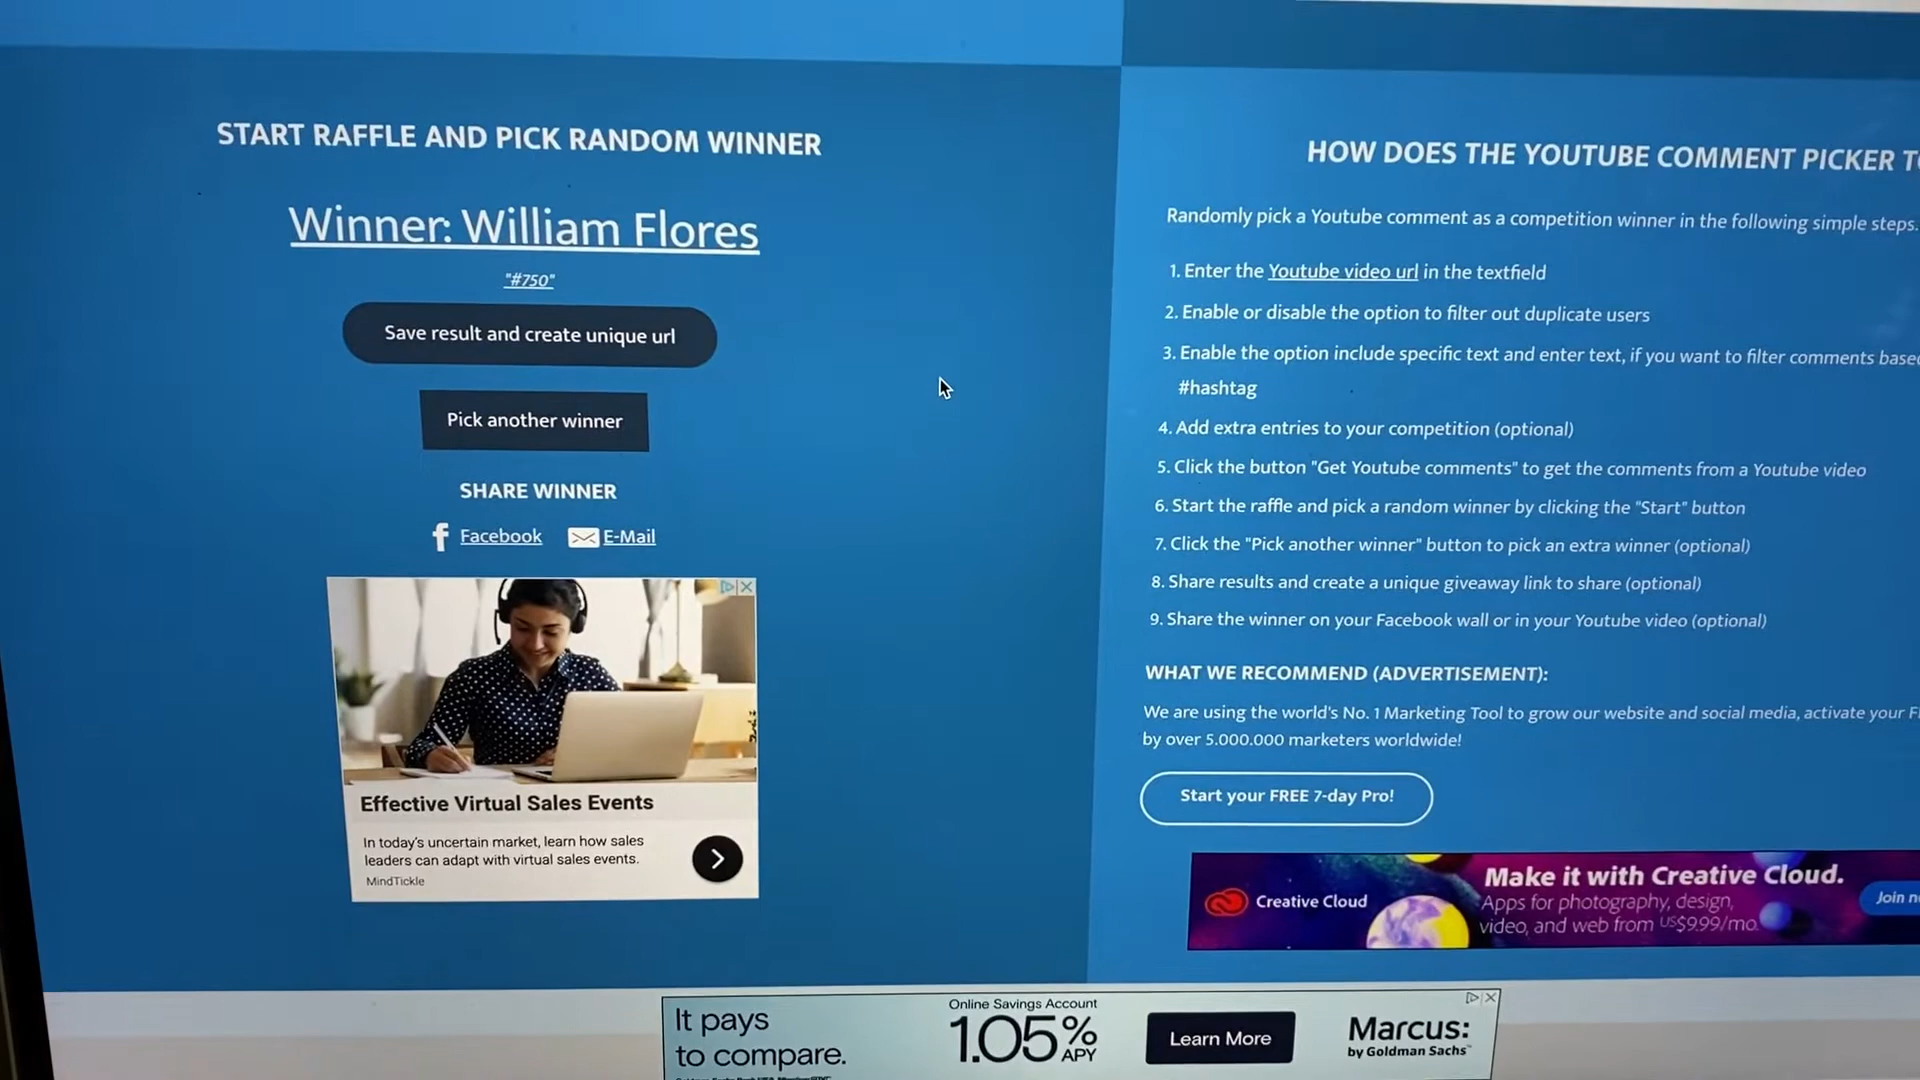 START RAFFLE AND PICK RANDOM WINNER
Winner: William Flores
"#750"
Save result and create unique url
Pick another winner
SHARE WINNER
Facebook
E-Mail
Effective Virtual Sales Events
In today's uncertain market, learn how sales
leaders can adapt with virtual sales events.
MindTickle
HOW DOES THE YOUTUBE COMMENT PICKER
Randomly pick a Youtube comment as a competition winner in the following simple steps.
1. Enter the Youtube video url in the textfield
2. Enable or disable the option to filter out duplicate users
3. Enable the option include specific text and enter text, if you want to filter comments
#hashtag
4. Add extra entries to your competition (optional)
5. Click the button "Get Youtube comments" to get the comments from a Youtube video
6. Start the raffle and pick a random winner by clicking the "Start" button
7. Click the "Pick another winner" button to pick an extra winner (optional)
8. Share results and create a unique giveaway link to share (optional)
9. Share the winner on your Facebook wall or in your Youtube video (optional)
WHAT WE RECOMMEND (ADVERTISEMENT):
We are using the world's No. 1 Marketing Tool to grow our website and social media, activate your
by over 5.000.000 marketers worldwide!
Start your FREE 7-day Pro!
Creative Cloud
Make it with Creative Cloud.
Apps for photography, design,
video, and web from US$9.99/mo.
Join
It pays
to compare.
Online Savings Account
1.05% APY
Learn More
Marcus:
by Goldman Sachs